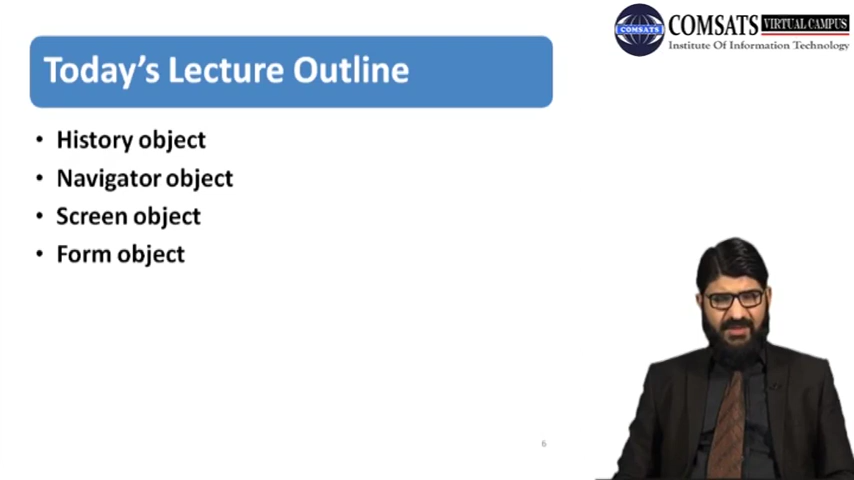 COMSATS VIRTUAL CAMPUS
COMSATS
Institute Of Information Technology
Today's Lecture Outline
• History object
• Navigator object
• Screen object
• Form object
6